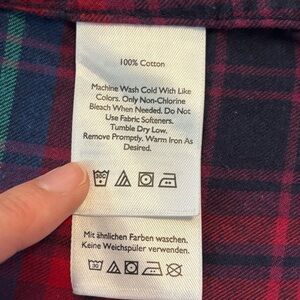 100% Cotton
Machine Wash Cold With Like
Colors. Only Non-Chlorine
Bleach When Needed. Do Not
Use Fabric Softeners.
Tumble Dry Low.
Remove Promptly. Warm Iron As
Desired.
Mit ähnlichen Farben waschen.
Keine Weichspüler verwenden.
30